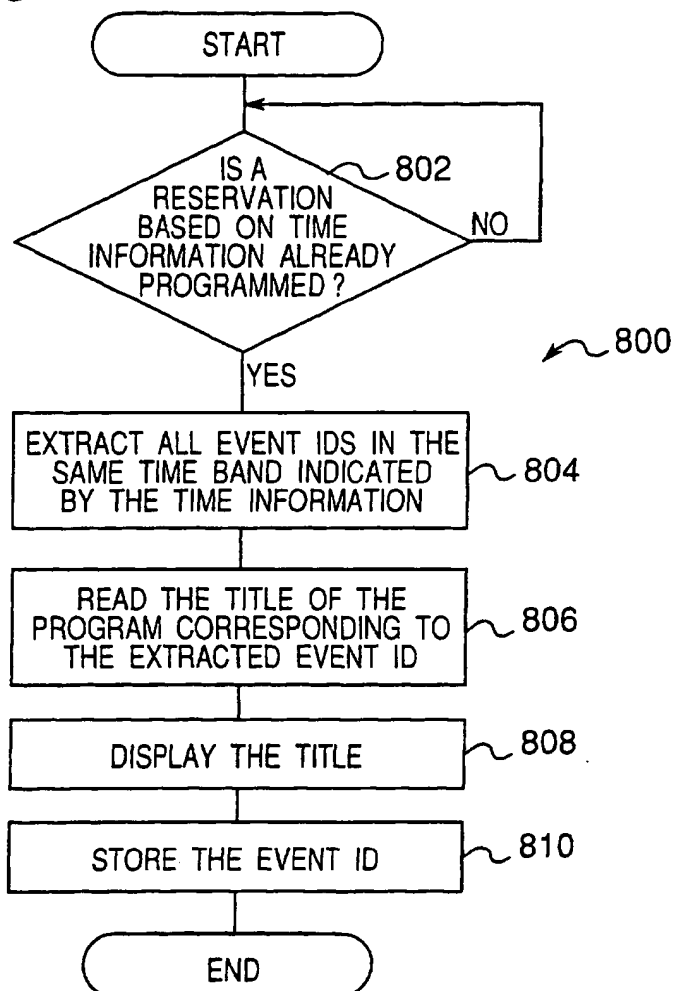 START
IS A
802
RESERVATION
BASED ON TIME
NO
INFORMATION ALREADY
PROGRAMMED?
800
YES
EXTRACT ALL EVENT IDS IN THE
SAME TIME BAND INDICATED
804
BY THE TIME INFORMATION
READ THE TITLE OF THE
PROGRAM CORRESPONDING TO
806
THE EXTRACTED EVENT ID
DISPLAY THE TITLE
808
STORE THE EVENT ID
810
END